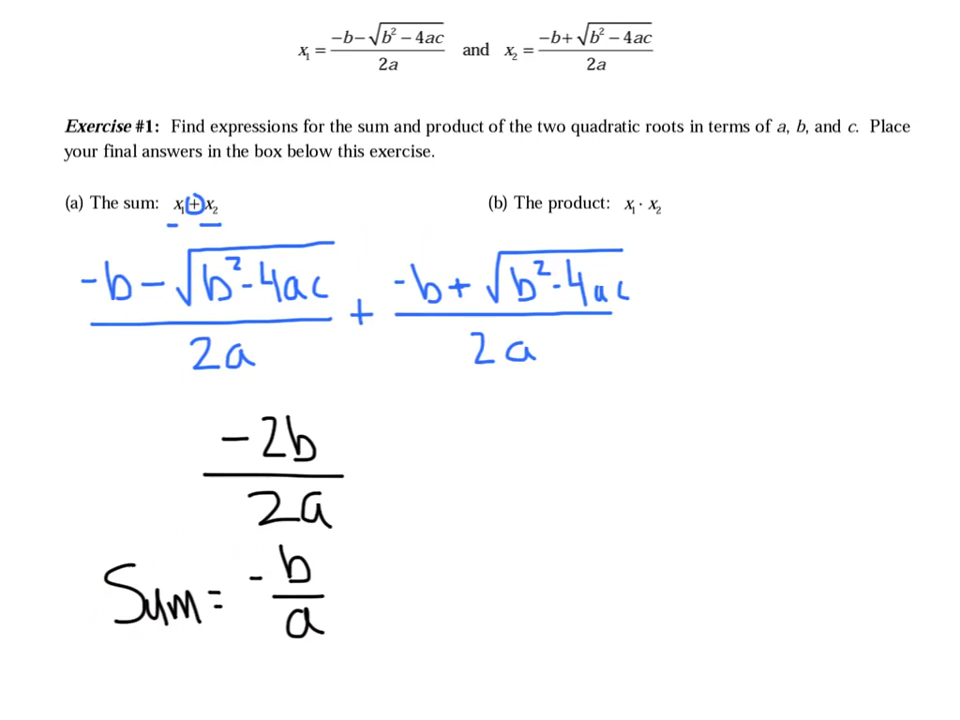 x₁ = (-b-√(b² - 4ac))/(2a) and x₂ = (-b+√(b² - 4ac))/(2a)
Exercise #1: Find expressions for the sum and product of the two quadratic roots in terms of a, b, and c. Place
your final answers in the box below this exercise.
(a) The sum: x₁ + x₂
(b) The product: x₁ · x₂
(-b - √(b² - 4ac))/(2a) + (-b + √(b² - 4ac))/(2a)
(-2b)/(2a)
Sum = -b/a